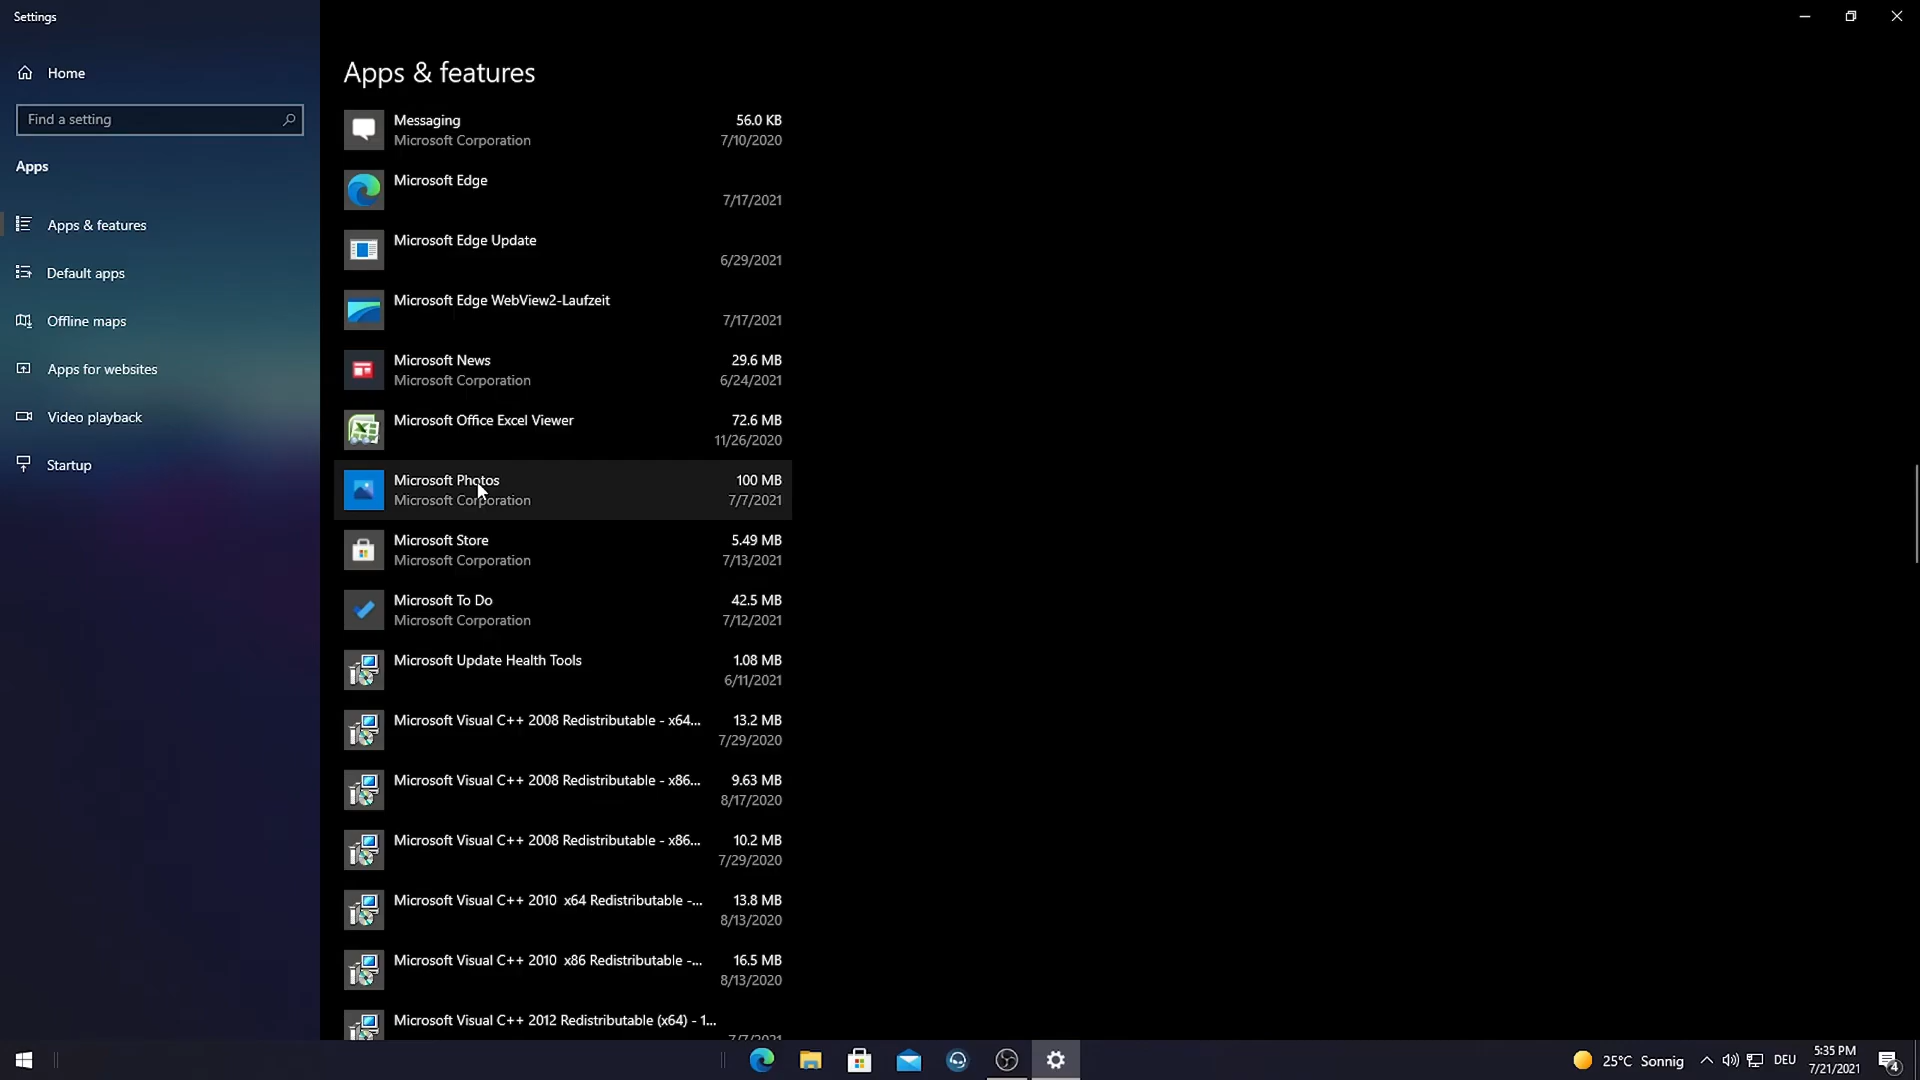 Settings
Home
Find a setting
Apps
Apps & features
Default apps
Offline maps
Apps for websites
Video playback
Startup
Apps & features
Messaging 56.0 KB
Microsoft Corporation 7/10/2020
Microsoft Edge
7/17/2021
Microsoft Edge Update
6/29/2021
Microsoft Edge WebView2-Laufzeit
7/17/2021
Microsoft News 29.6 MB
Microsoft Corporation 6/24/2021
Microsoft Office Excel Viewer 72.6 MB
11/26/2020
Microsoft Photos 100 MB
Microsoft Corporation 7/7/2021
Microsoft Store 5.49 MB
Microsoft Corporation 7/13/2021
Microsoft To Do 42.5 MB
Microsoft Corporation 7/12/2021
Microsoft Update Health Tools 1.08 MB
6/11/2021
Microsoft Visual C++ 2008 Redistributable - x64... 13.2 MB
7/29/2020
Microsoft Visual C++ 2008 Redistributable - x86... 9.63 MB
8/17/2020
Microsoft Visual C++ 2008 Redistributable - x86... 10.2 MB
7/29/2020
Microsoft Visual C++ 2010 x64 Redistributable -... 13.8 MB
8/13/2020
Microsoft Visual C++ 2010 x86 Redistributable -... 16.5 MB
8/13/2020
Microsoft Visual C++ 2012 Redistributable (x64) - 1...
7/7/2021
25°C Sonnig DEU 5:35 PM
7/21/2021
4